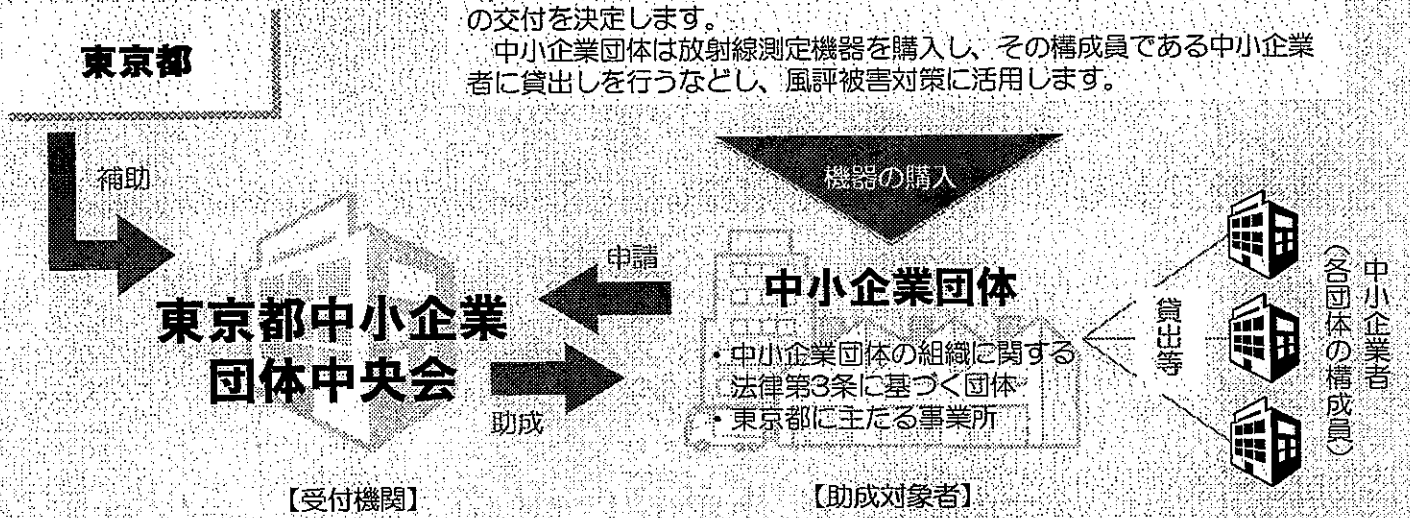 の交付を決定します。
中小企業団体は放射線測定機器を購入し、その構成員である中小企業
者に貸出しを行うなどし、風評被害対策に活用します。
東京都
補助
機器の購入
申請
東京都中小企業
団体中央会
助成
【受付機関】
中小企業団体
・中小企業団体の組織に関する
法律第3条に基づく団体
・東京都に主たる事業所
【助成対象者】
貸出等
中小企業者
(各団体の構成員)